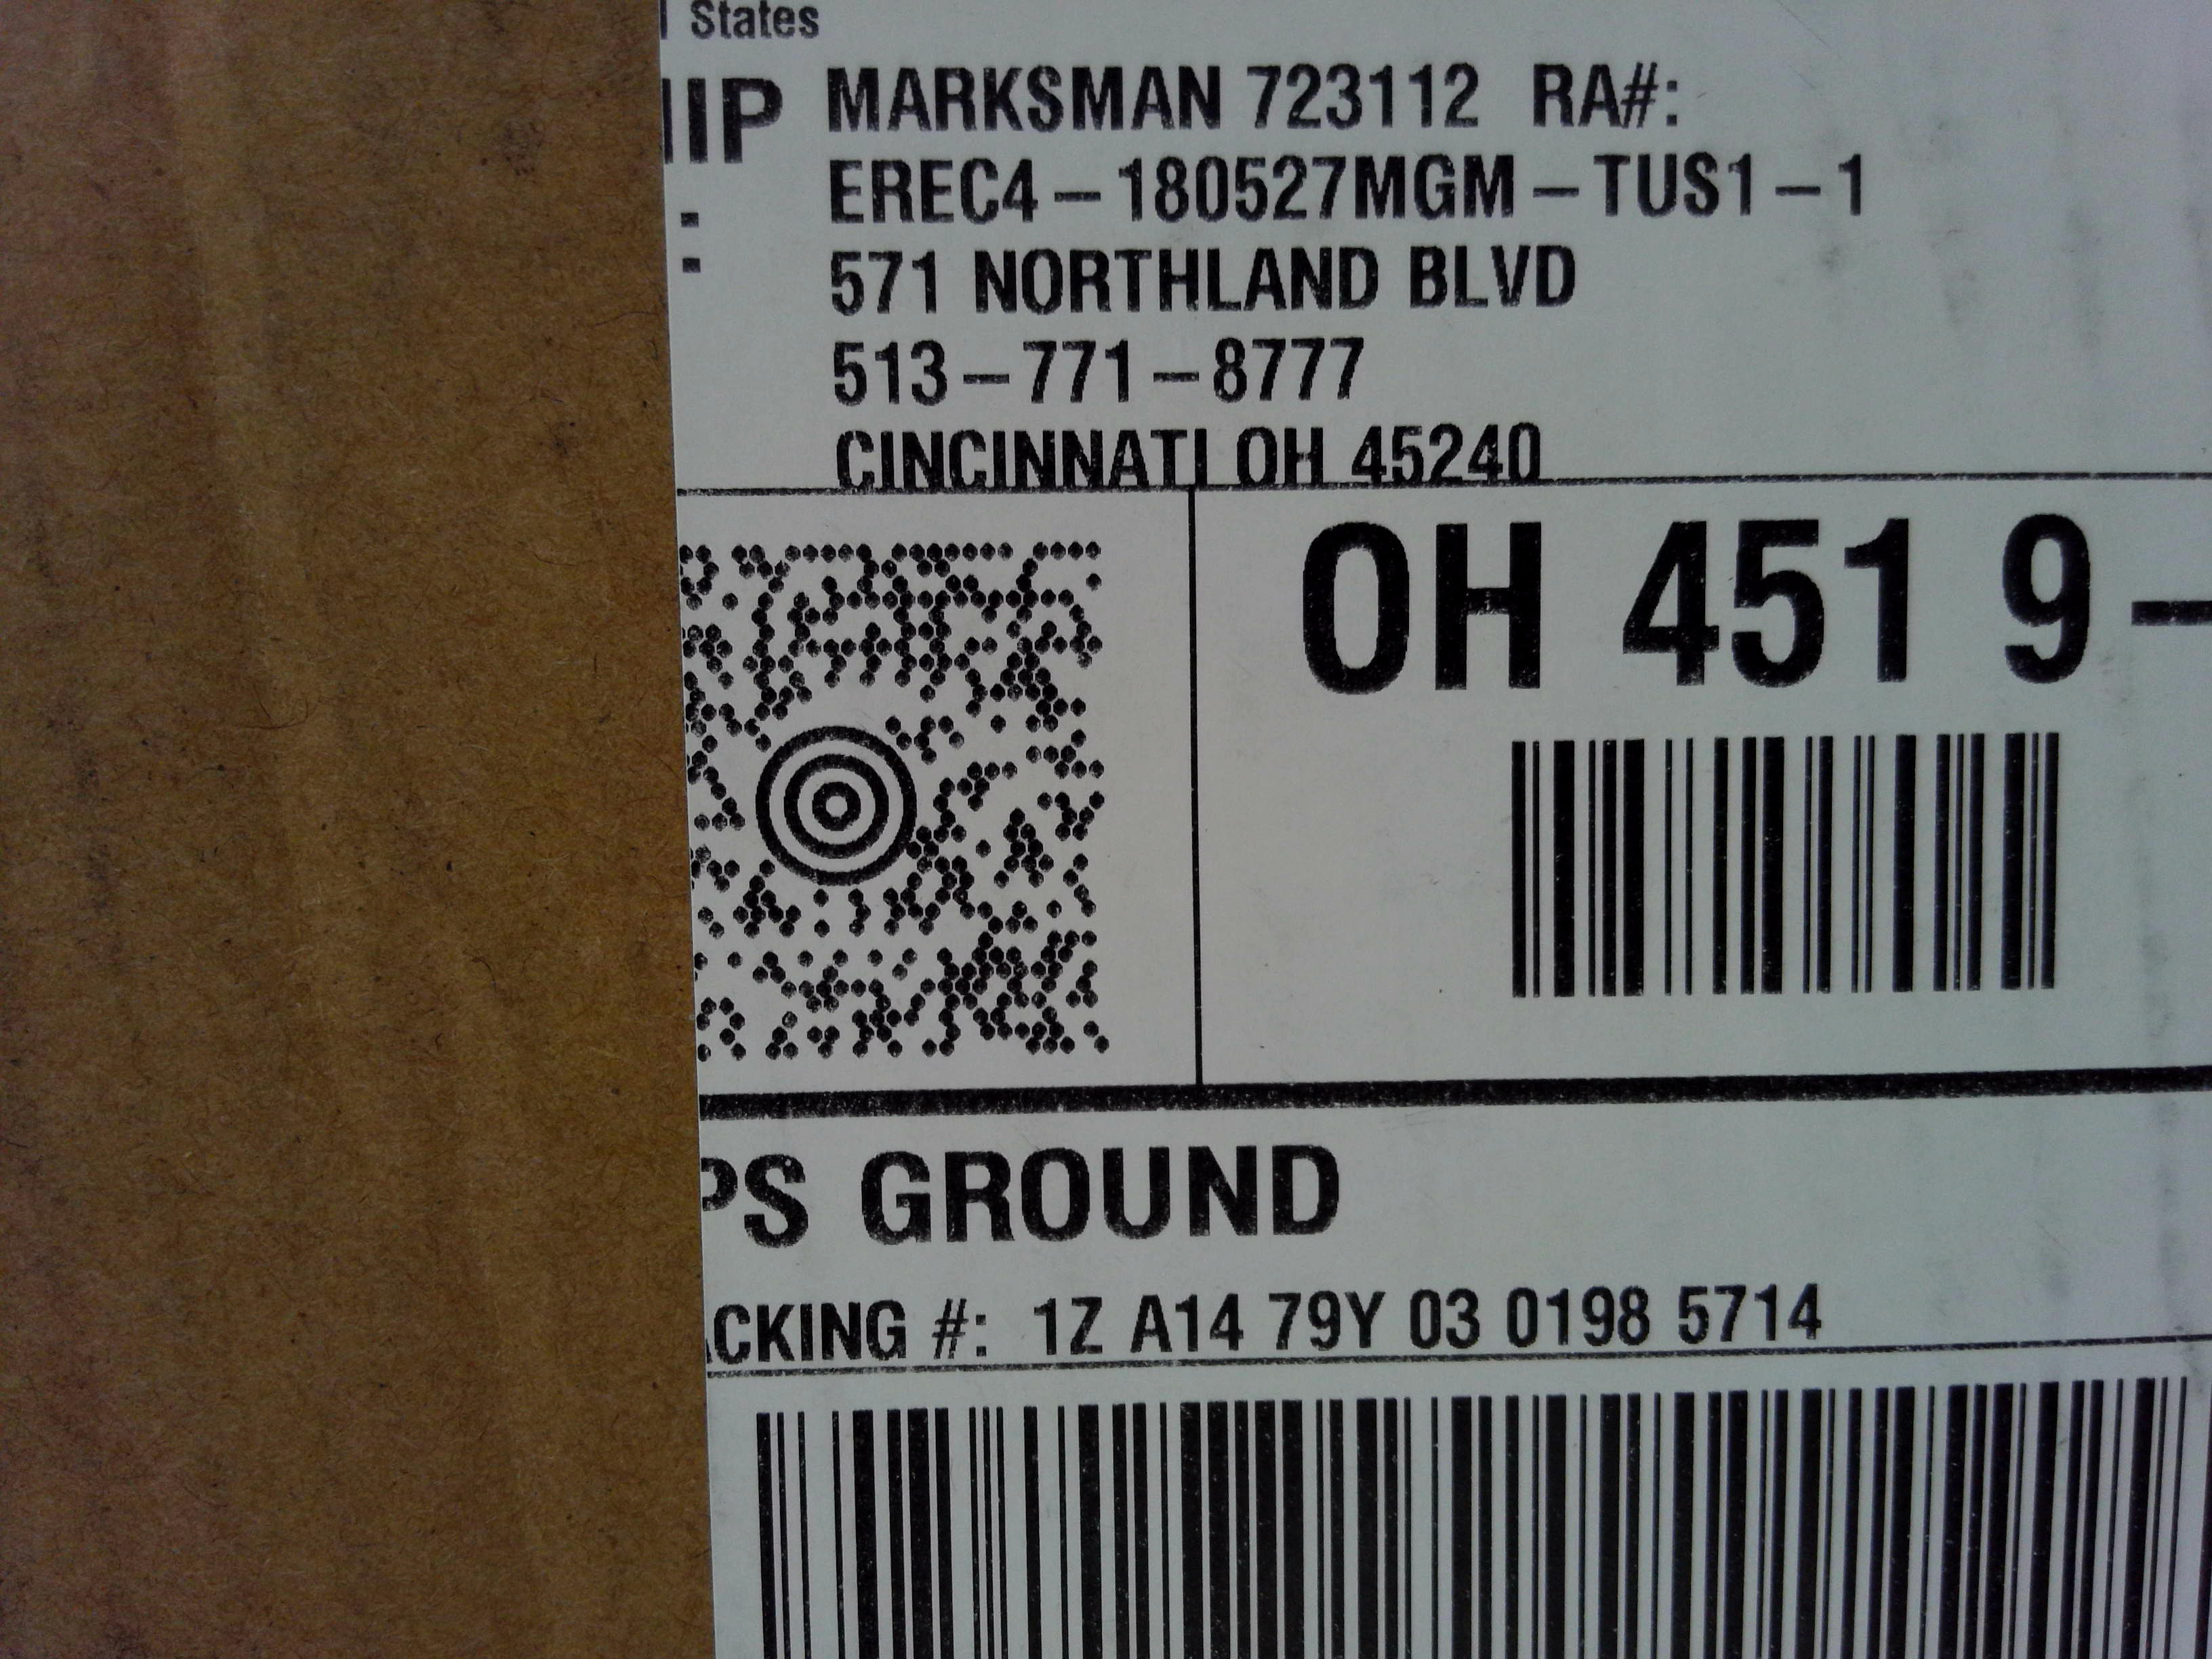 States
MARKSMAN 723112 RA#:
EREC4-180527MGM-TUS1-1
571 NORTHLAND BLVD
513-771-8777
CINCINNATI OH 45240
OH 451 9-
PS GROUND
ACKING #: 1Z A14 79Y 03 0198 5714